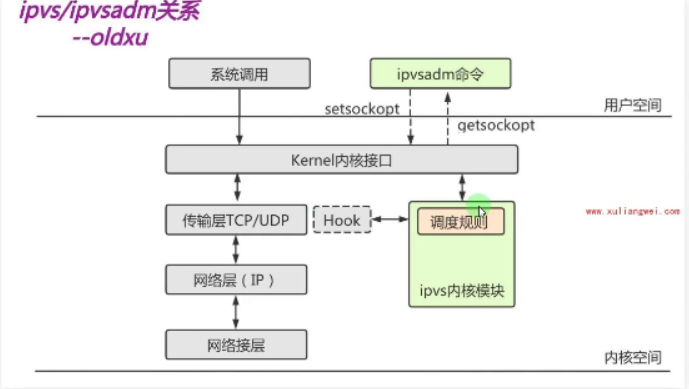 ipvs/ipvsadm关系
--oldxu
系统调用
ipvsadm命令
setsockopt
getsockopt
用户空间
Kernel内核接口
传输层TCP/UDP
Hook
调度规则
www.xuliangwei.com
网络层（IP）
ipvs内核模块
网络接层
内核空间